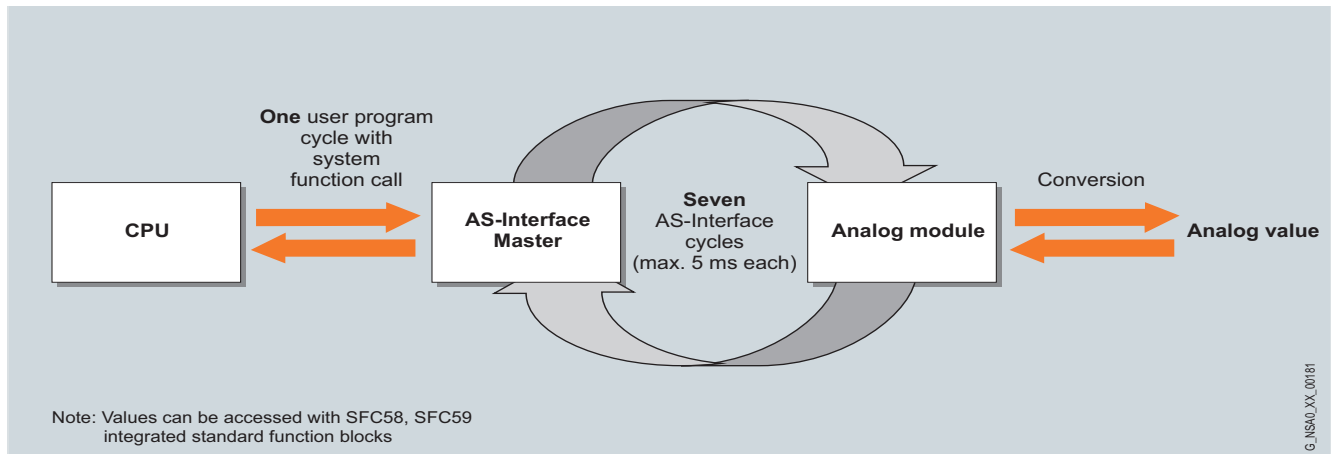 One user program
cycle with
system
function call
CPU
AS-Interface
Master
Seven
AS-Interface
cycles
(max. 5 ms each)
Analog module
Conversion
Analog value
Note: Values can be accessed with SFC58, SFC59
integrated standard function blocks
G_NSA0_XX_00181